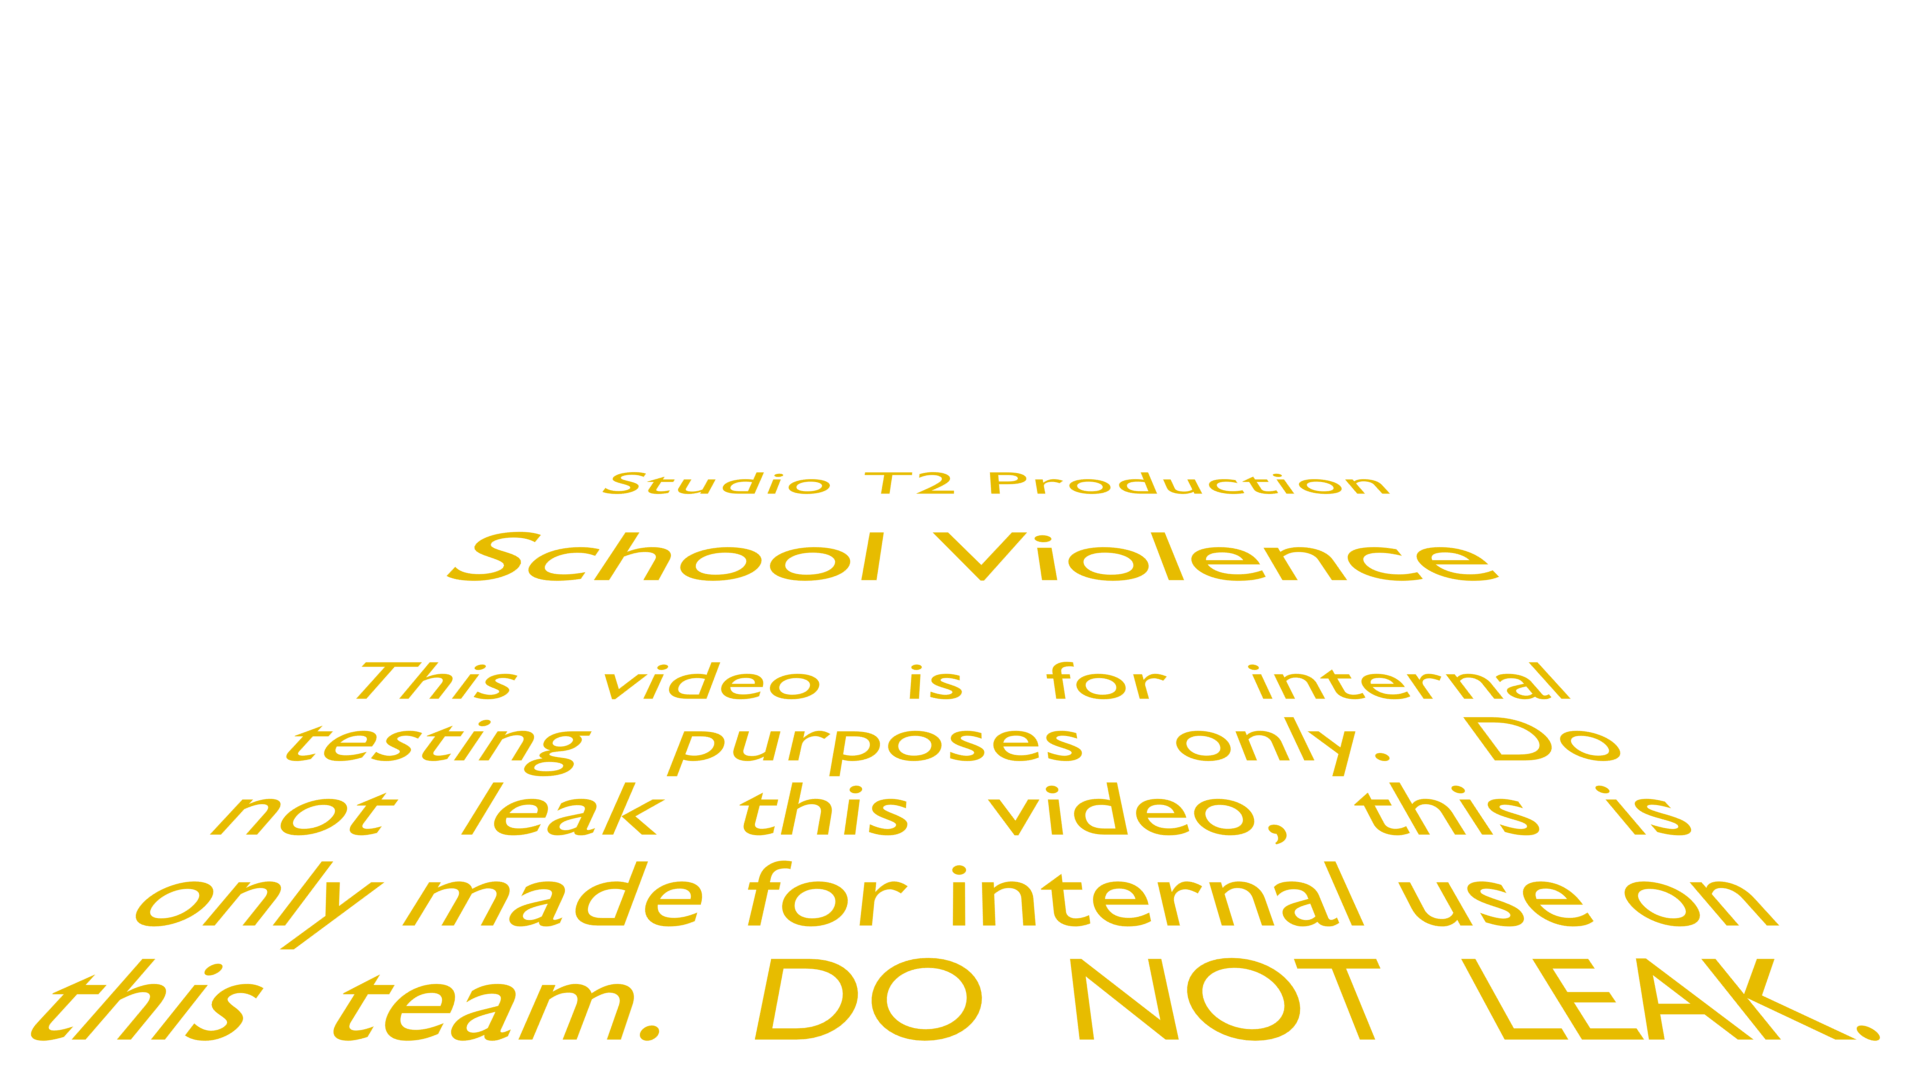 Studio T2 Production
School Violence
This video is for internal
testing purposes only. Do
not leak this video, this is
only made for internal use on
this team. DO NOT LEAK.